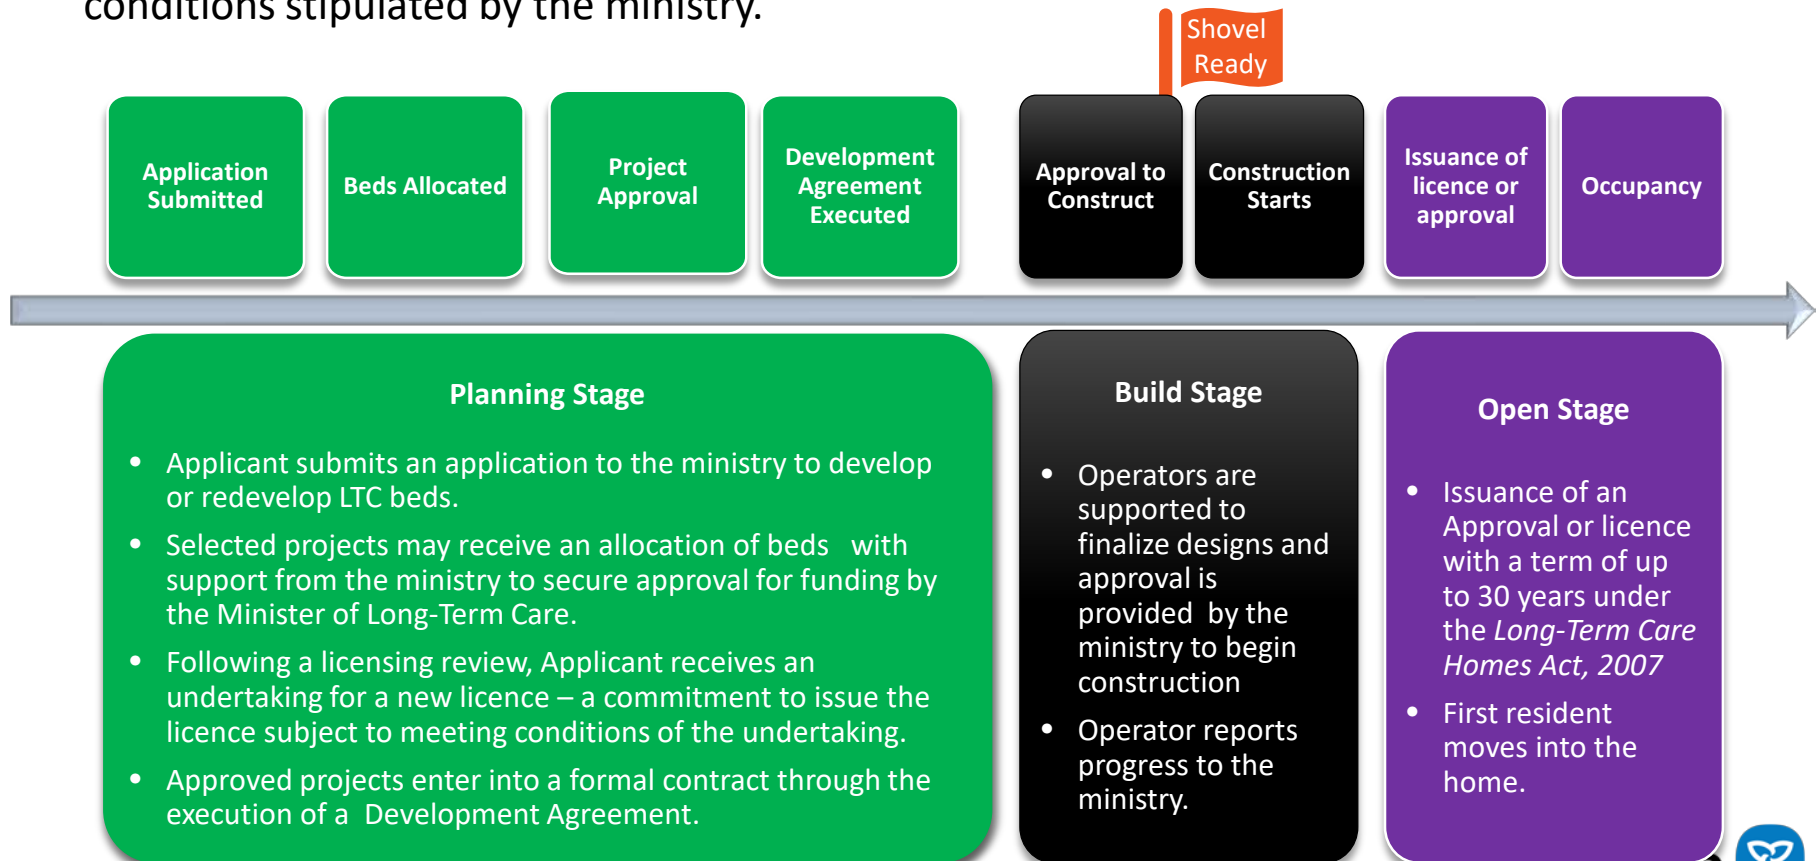 conditions stipulated by the ministry.
Shovel
Ready
Application
Submitted
Beds Allocated
Project
Approval
Development
Agreement
Executed
Approval to
Construct
Construction
Starts
Issuance of
licence or
approval
Occupancy
Planning Stage
• Applicant submits an application to the ministry to develop
or redevelop LTC beds.
• Selected projects may receive an allocation of beds with
support from the ministry to secure approval for funding by
the Minister of Long-Term Care.
• Following a licensing review, Applicant receives an
undertaking for a new licence – a commitment to issue the
licence subject to meeting conditions of the undertaking.
• Approved projects enter into a formal contract through the
execution of a Development Agreement.
Build Stage
• Operators are
supported to
finalize designs and
approval is
provided by the
ministry to begin
construction
• Operator reports
progress to the
ministry.
Open Stage
• Issuance of an
Approval or licence
with a term of up
to 30 years under
the Long-Term Care
Homes Act, 2007
• First resident
moves into the
home.